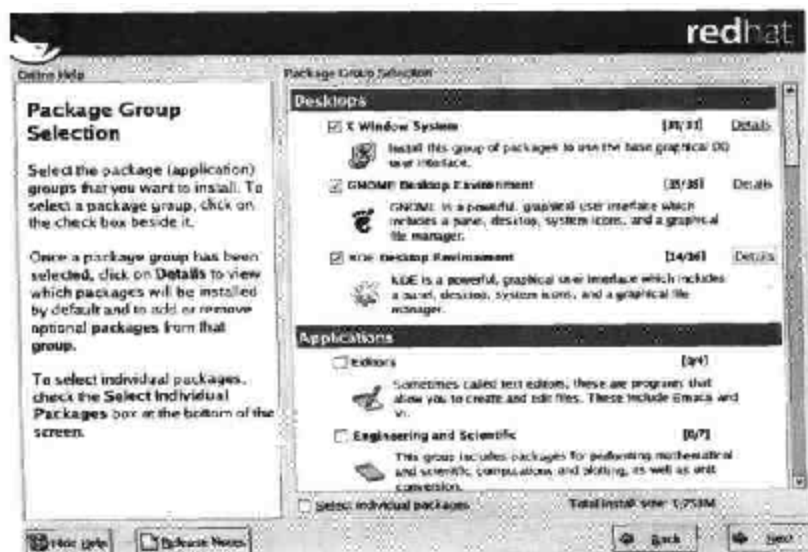 redhat
Online Help
Package Group Selection
Package Group
Selection
Select the package (application)
groups that you want to install. To
select a package group, click on
the check box beside it.
Once a package group has been
selected, click on Details to view
which packages will be installed
by default and to add or remove
optional packages from that
group.
To select individual packages,
check the Select Individual
Packages box at the bottom of the
screen.
Desktops
X Window System Details
Install this group of packages to use the base graphical (X)
user interface.
GNOME Desktop Environment Details
GNOME is a powerful, graphical user interface which
includes a panel, desktop, system icons, and a graphical
file manager.
KDE Desktop Environment [14/16] Details
KDE is a powerful, graphical user interface which includes
a panel, desktop, system icons, and a graphical file
manager.
Applications
Editors [0/4]
Sometimes called text editors, these are programs that
allow you to create and edit files. These include Emacs and
Vi.
Engineering and Scientific [0/7]
This group includes packages for performing mathematical
and scientific computations and plotting, as well as unit
conversion.
Select individual packages Total install size: 1,753M
Hide Help Release Notes Back Next